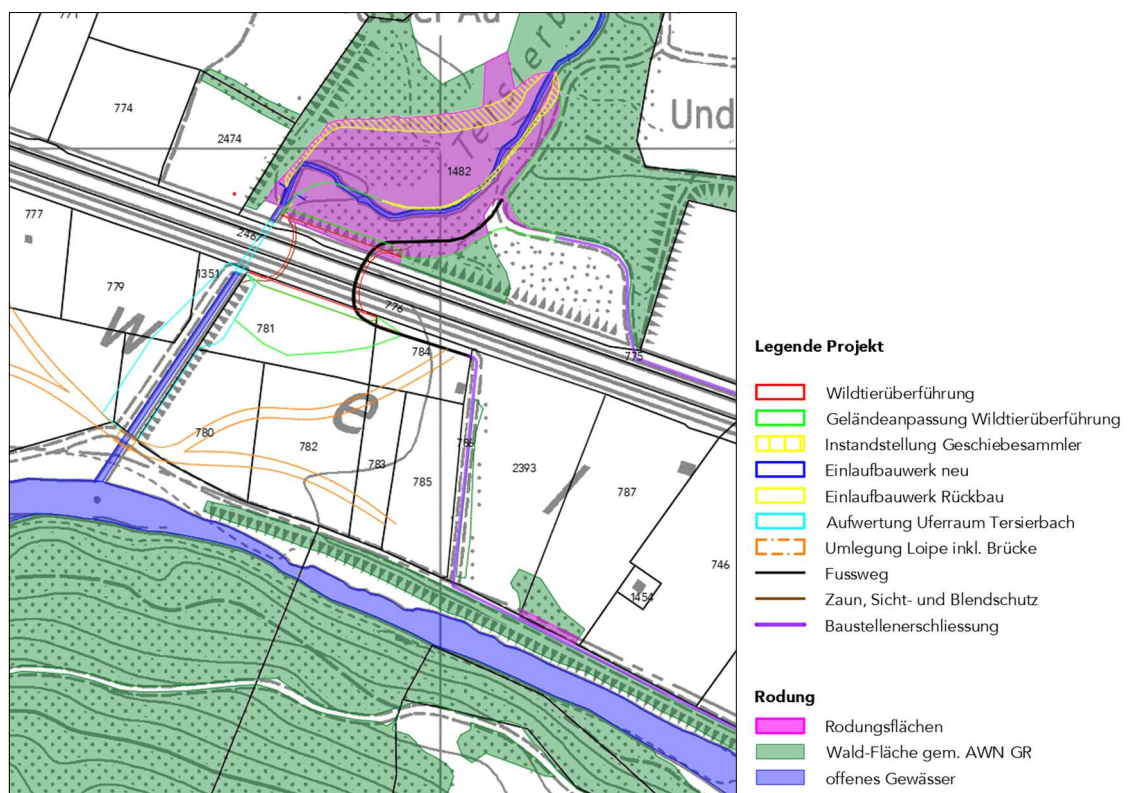 771
774
2474
Und
1482
777
2467
1351
779
776
781
784
775
W
e
780
782
783
785
786
2393
787
746
1454
Legende Projekt
Wildtierüberführung
Geländeanpassung Wildtierüberführung
Instandstellung Geschiebesammler
Einlaufbauwerk neu
Einlaufbauwerk Rückbau
Aufwertung Uferraum Tersierbach
Umlegung Loipe inkl. Brücke
Fussweg
Zaun, Sicht- und Blendschutz
Baustellenerschliessung
Rodung
Rodungsflächen
Wald-Fläche gem. AWN GR
offenes Gewässer